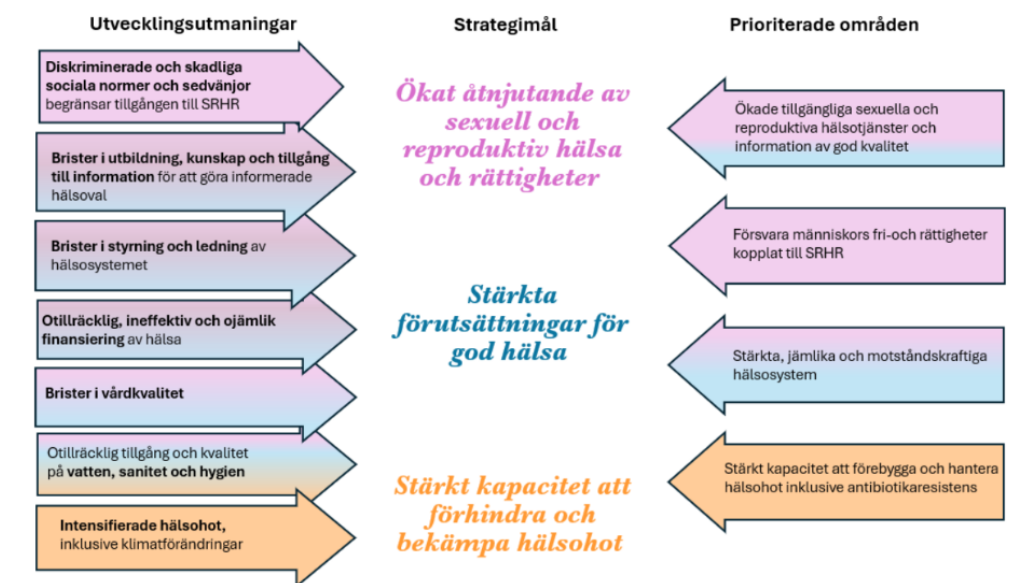 Utvecklingsutmaningar
Strategimål
Prioriterade områden
Diskriminerade och skadliga
sociala normer och sedvänjor
begränsar tillgången till SRHR
Brister i utbildning, kunskap och tillgång
till information för att göra informerade
hälsoval
Brister i styrning och ledning av
hälsosystemet
Otillräcklig, ineffektiv och ojämlik
finansiering av hälsa
Brister i vårdkvalitet
Otillräcklig tillgång och kvalitet
på vatten, sanitet och hygien
Intensifierade hälsohot,
inklusive klimatförändringar
Ökat åtnjutande av
sexuell och
reproduktiv hälsa
och rättigheter
Stärkta
förutsättningar för
god hälsa
Stärkt kapacitet att
förhindra och
bekämpa hälsohot
Ökade tillgängliga sexuella och
reproduktiva hälsotjänster och
information av god kvalitet
Försvara människors fri-och rättigheter
kopplat till SRHR
Stärkta, jämlika och motståndskraftiga
hälsosystem
Stärkt kapacitet att förebygga och hantera
hälsohot inklusive antibiotikaresistens